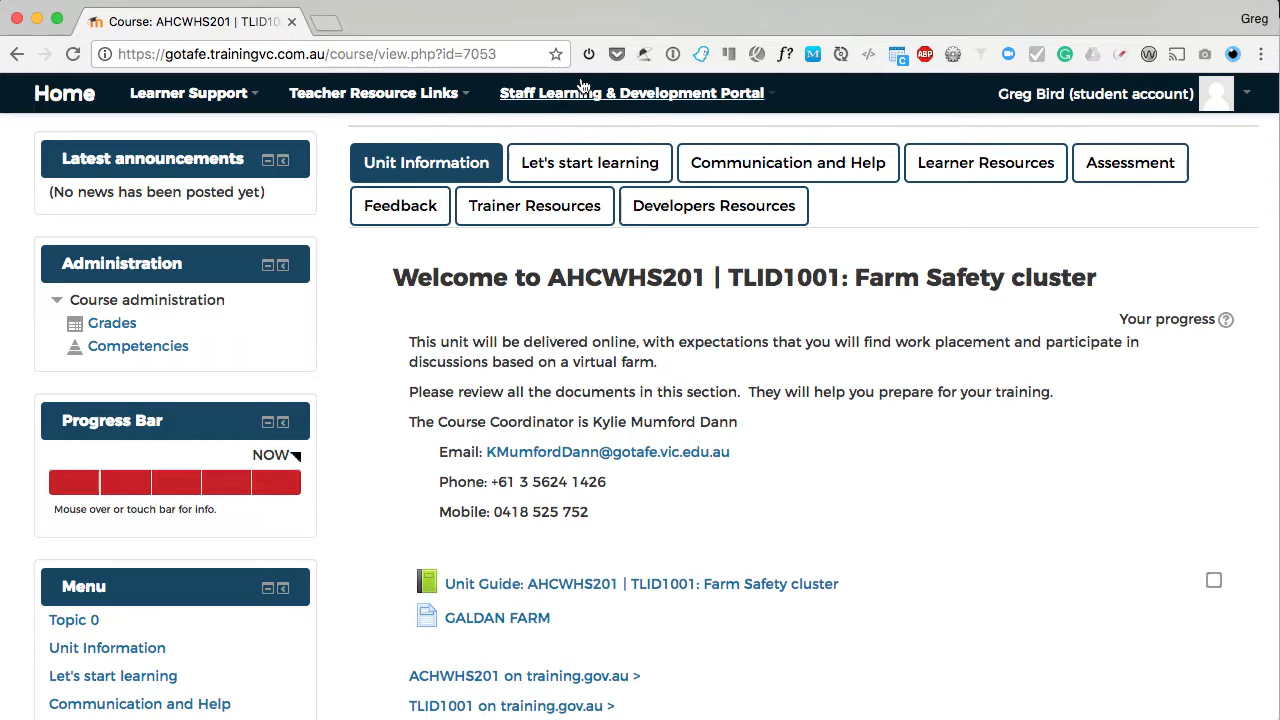 Greg
Course: AHCWHS201 | TLID10
https://gotafe.trainingvc.com.au/course/view.php?id=7053
Home
Learner Support
Teacher Resource Links
Staff Learning & Development Portal
Greg Bird (student account)
Latest announcements
(No news has been posted yet)
Administration
Course administration
Grades
Competencies
Progress Bar
NOW
Mouse over or touch bar for info.
Menu
Topic 0
Unit Information
Let's start learning
Communication and Help
Unit Information
Let's start learning
Communication and Help
Learner Resources
Assessment
Feedback
Trainer Resources
Developers Resources
Welcome to AHCWHS201 | TLID1001: Farm Safety cluster
Your progress
This unit will be delivered online, with expectations that you will find work placement and participate in
discussions based on a virtual farm.
Please review all the documents in this section. They will help you prepare for your training.
The Course Coordinator is Kylie Mumford Dann
Email: KMumfordDann@gotafe.vic.edu.au
Phone: +61 3 5624 1426
Mobile: 0418 525 752
Unit Guide: AHCWHS201 | TLID1001: Farm Safety cluster
GALDAN FARM
ACHWHS201 on training.gov.au >
TLID1001 on training.gov.au >